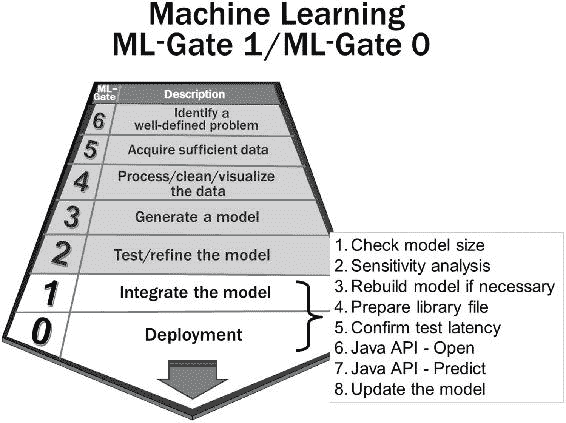 Machine Learning
ML-Gate 1/ML-Gate 0
ML-
Gate
Description
6
Identify a
well-defined problem
5
Acquire sufficient data
4
Process/clean/visualize
the data
3
Generate a model
2
Test/refine the model
1
Integrate the model
0
Deployment
1. Check model size
2. Sensitivity analysis
3. Rebuild model if necessary
4. Prepare library file
5. Confirm test latency
6. Java API - Open
7. Java API - Predict
8. Update the model